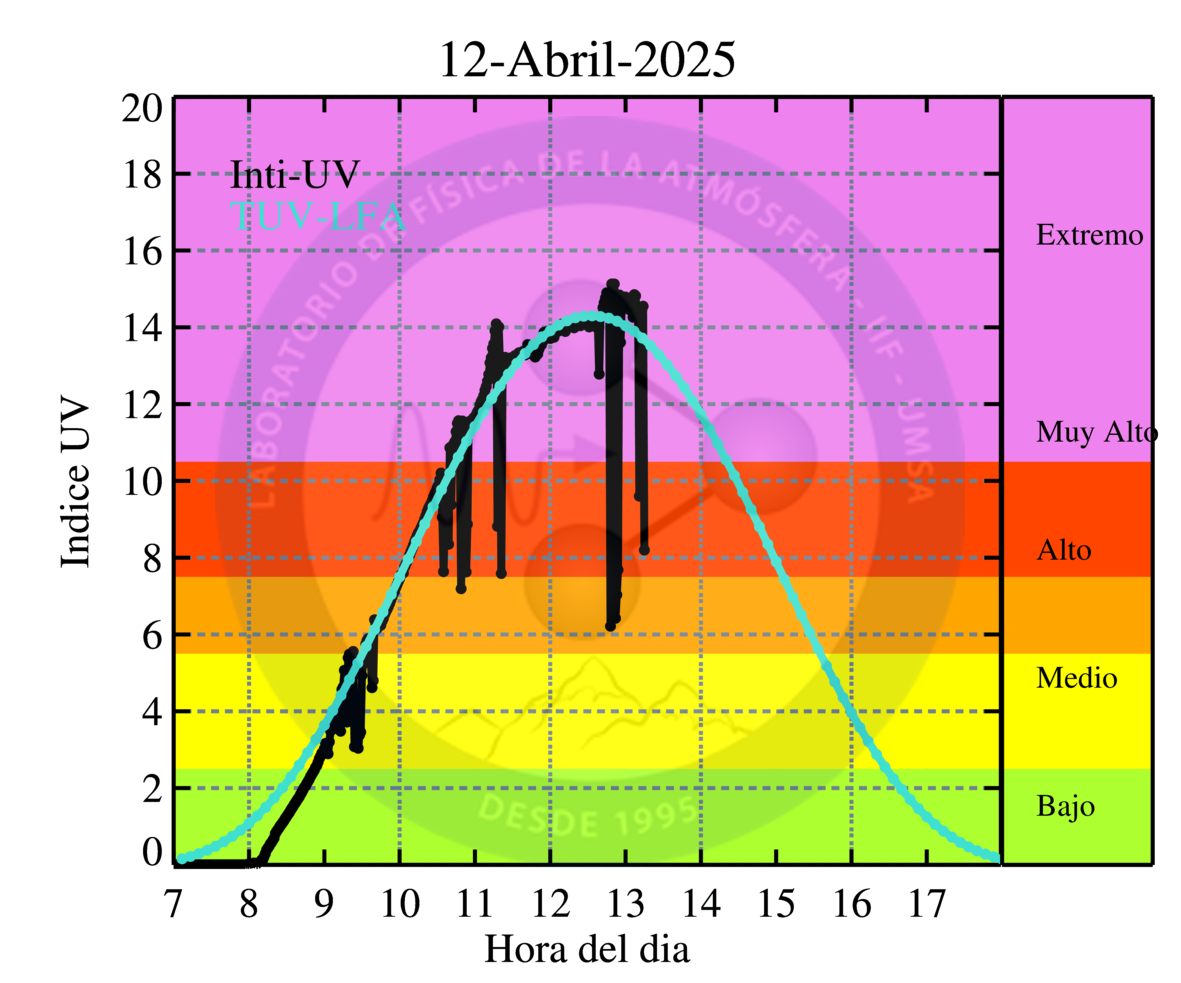 12-Abril-2025
20
18
16
14
12
10
8
6
4
2
0
Indice UV
Inti-UV
TUV-LFA
LABORATORIO DE FÍSICA DE LA ATMÓSFERA - IIF - UMSA
DESDE 1995
Extremo
Muy Alto
Alto
Medio
Bajo
7 8 9 10 11 12 13 14 15 16 17
Hora del dia